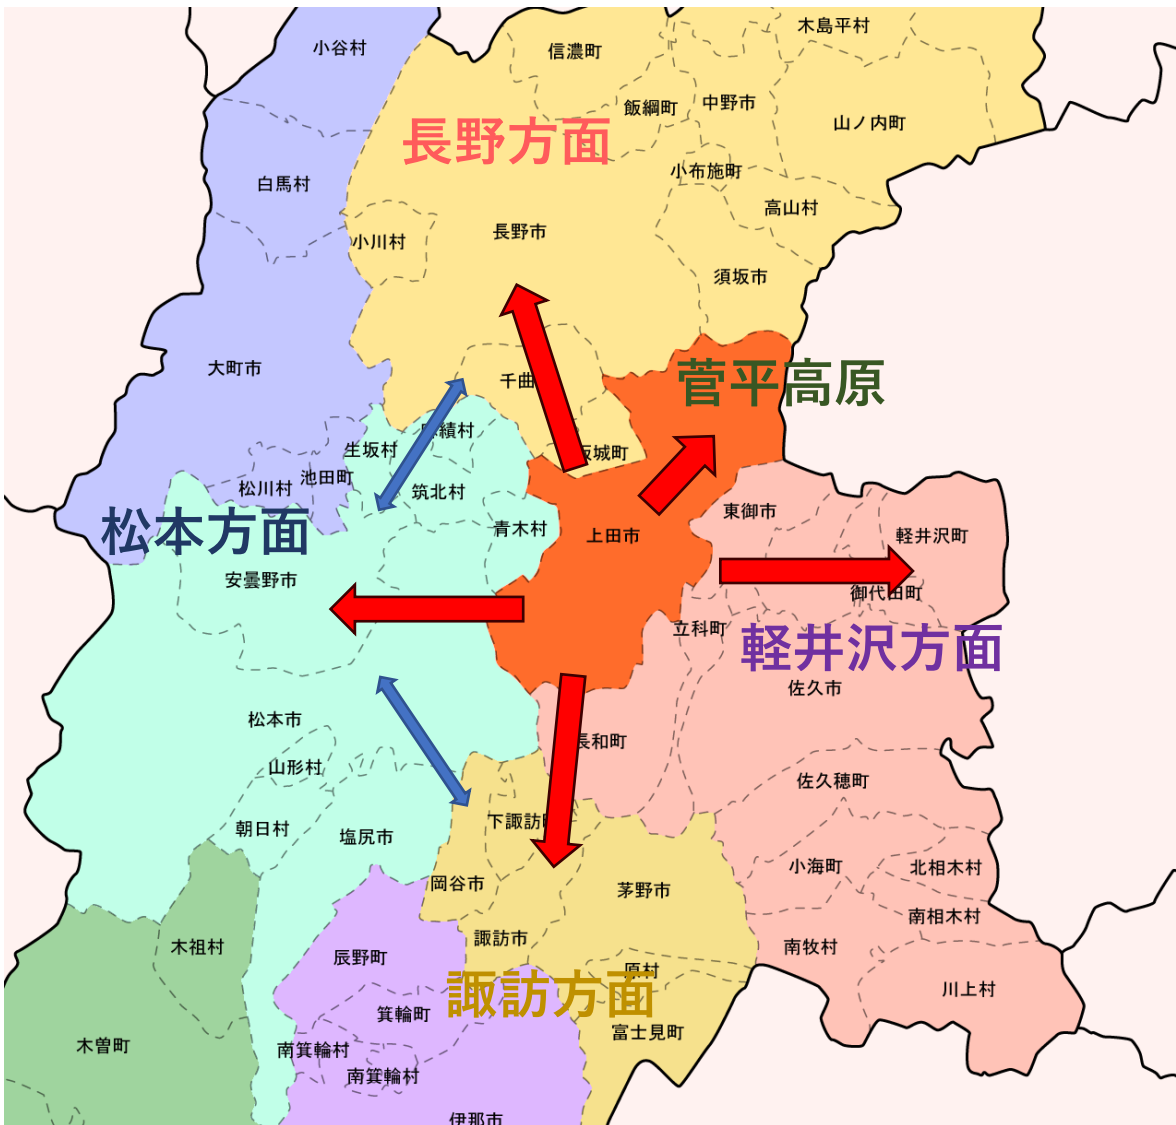 木島平村
小谷村
信濃町
飯綱町
中野市
山ノ内町
長野方面
小布施町
白馬村
高山村
長野市
小川村
須坂市
大町市
千曲
菅平高原
績村
生坂村
坂城町
池田町
松川村
筑北村
東御市
松本方面
青木村
上田市
軽井沢町
安曇野市
御代田町
立科町
軽井沢方面
佐久市
松本市
長和町
山形村
佐久穂町
下諏訪町
朝日村
塩尻市
小海町
北相木村
岡谷市
茅野市
南相木村
諏訪市
木祖村
南牧村
辰野町
原村
諏訪方面
川上村
箕輪町
富士見町
木曽町
南箕輪村
南箕輪村
伊那市